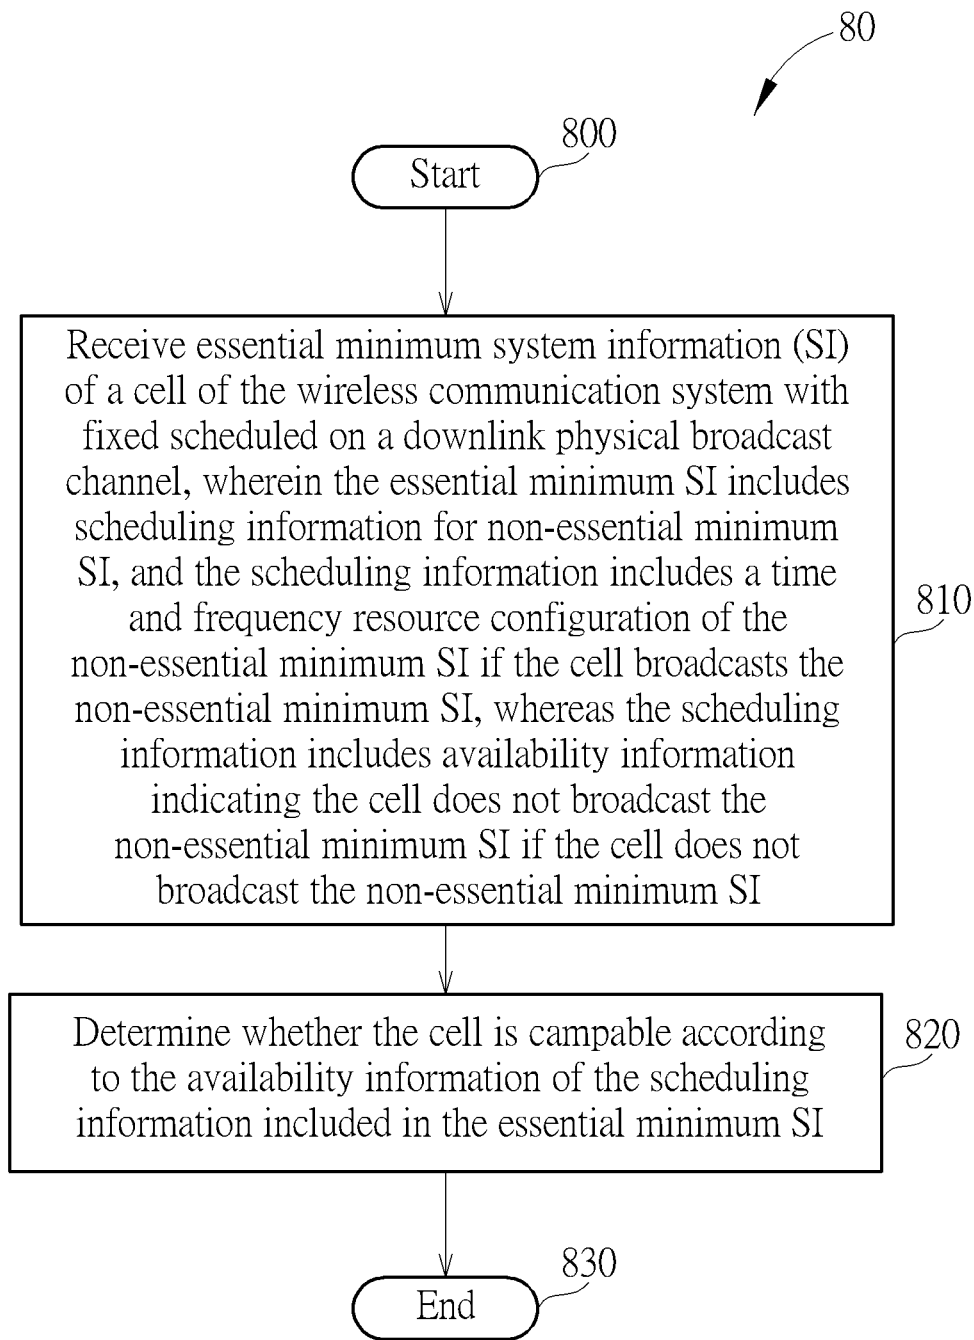 80
800
Start
Receive essential minimum system information (SI)
of a cell of the wireless communication system with
fixed scheduled on a downlink physical broadcast
channel, wherein the essential minimum SI includes
scheduling information for non-essential minimum
SI, and the scheduling information includes a time
and frequency resource configuration of the
non-essential minimum SI if the cell broadcasts the
non-essential minimum SI, whereas the scheduling
information includes availability information
indicating the cell does not broadcast the
non-essential minimum SI if the cell does not
broadcast the non-essential minimum SI
810
Determine whether the cell is campable according
to the availability information of the scheduling
information included in the essential minimum SI
820
End
830